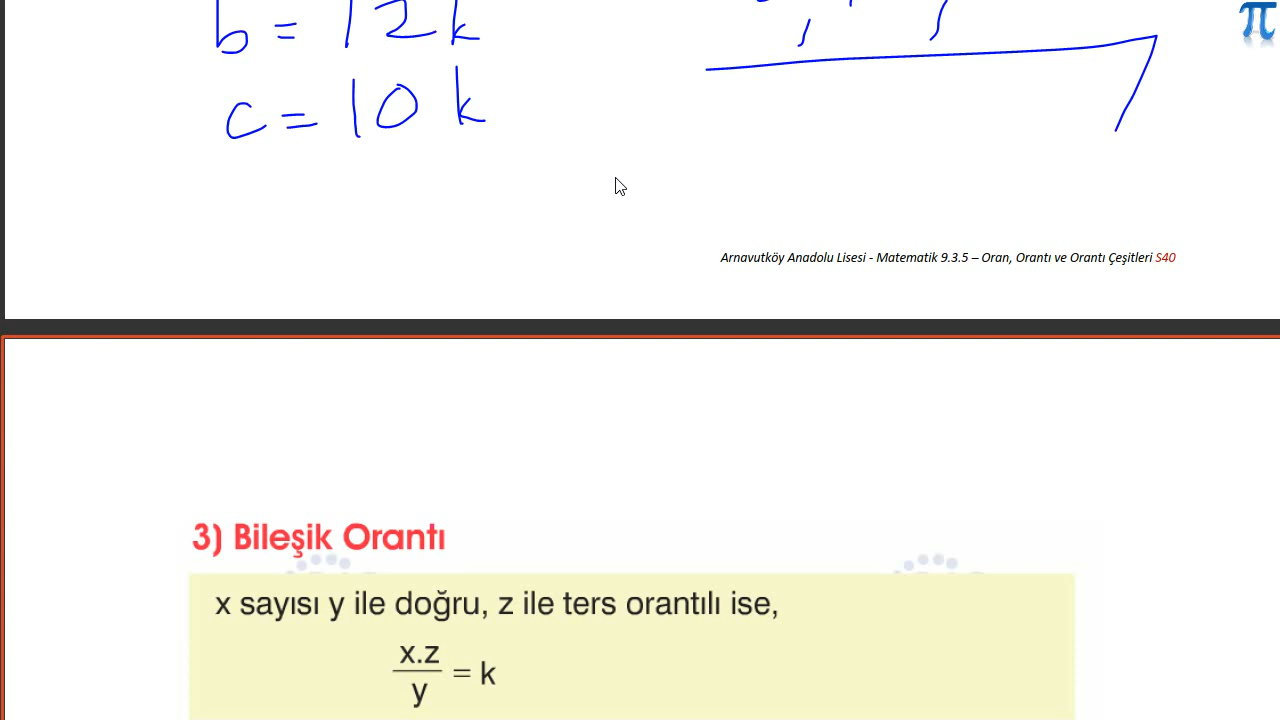 b = 12k
c = 10k
π
Arnavutköy Anadolu Lisesi - Matematik 9.3.5 – Oran, Orantı ve Orantı Çeşitleri S40
3) Bileşik Orantı
x sayısı y ile doğru, z ile ters orantılı ise,
x.z
y
= k